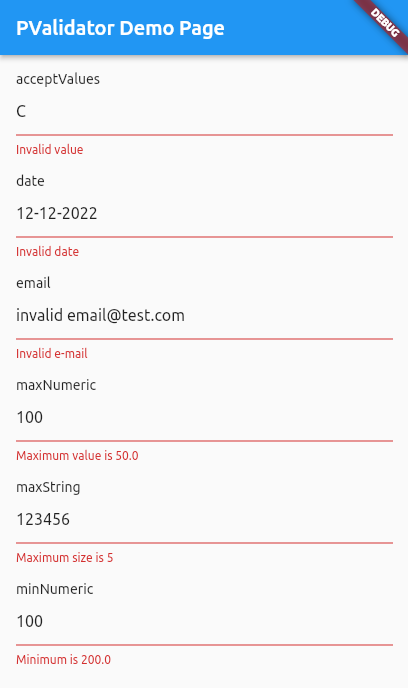 PValidator Demo Page
DEBUG
acceptValues
C
Invalid value
date
12-12-2022
Invalid date
email
invalid email@test.com
Invalid e-mail
maxNumeric
100
Maximum value is 50.0
maxString
123456
Maximum size is 5
minNumeric
100
Minimum is 200.0